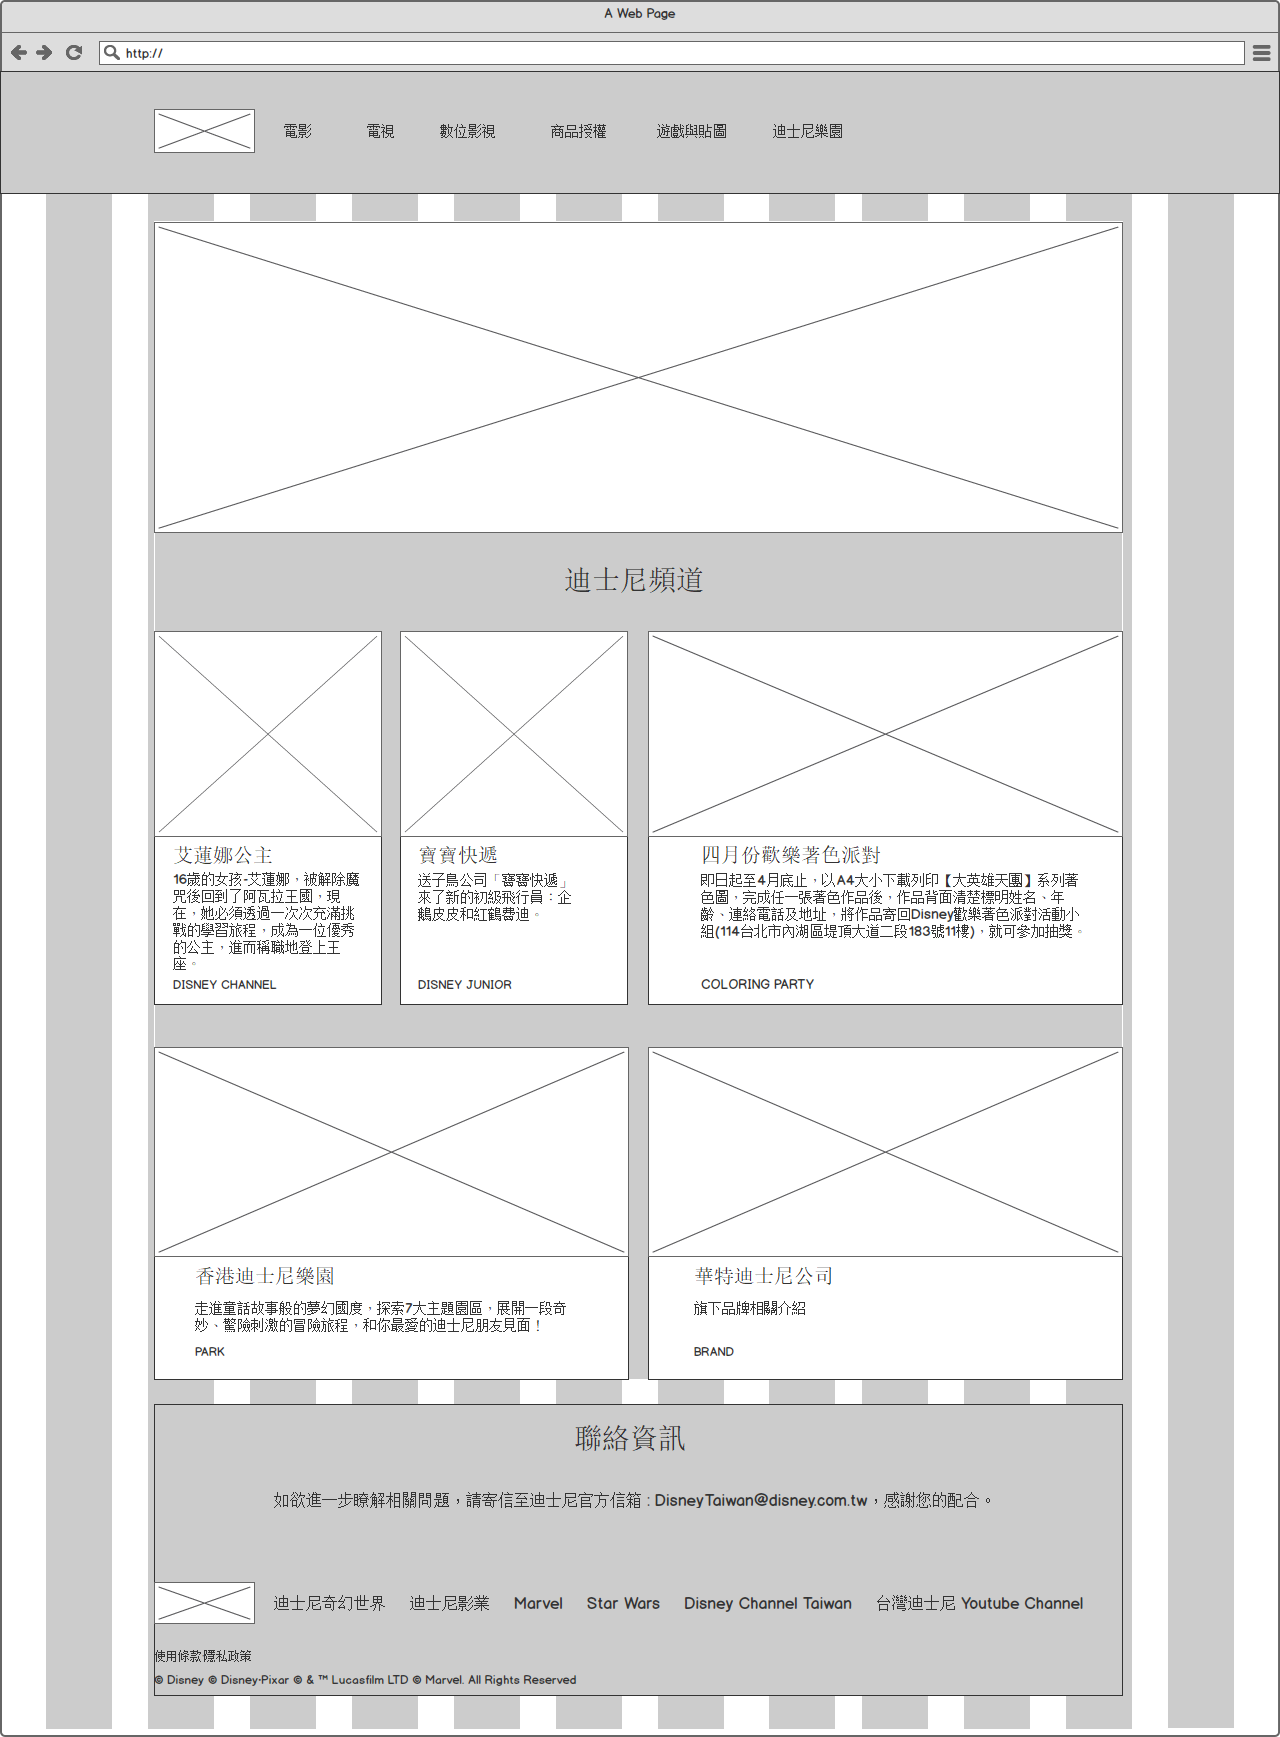 A Web Page
http://
電影 電視 數位影視 商品授權 遊戲與貼圖 迪士尼樂園
迪士尼頻道
艾蓮娜公主
16歲的女孩-艾蓮娜，被解除魔
咒後回到了阿瓦拉王國，現
在，她必須透過一次次充滿挑
戰的學習旅程，成為一位優秀
的公主，進而稱職地登上王
座。
DISNEY CHANNEL
寶寶快遞
送子鳥公司「寶寶快遞」
來了新的初級飛行員：企
鵝皮皮和紅鶴費迪。
DISNEY JUNIOR
四月份歡樂著色派對
即日起至4月底止，以A4大小下載列印【大英雄天團】系列著
色圖，完成任一張著色作品後，作品背面清楚標明姓名、年
齡、連絡電話及地址，將作品寄回Disney歡樂著色派對活動小
組(114台北市內湖區堤頂大道二段183號11樓)，就可參加抽獎。
COLORING PARTY
香港迪士尼樂園
走進童話故事般的夢幻國度，探索7大主題園區，展開一段奇
妙、驚險刺激的冒險旅程，和你最愛的迪士尼朋友見面！
PARK
華特迪士尼公司
旗下品牌相關介紹
BRAND
聯絡資訊
如欲進一步瞭解相關問題，請寄信至迪士尼官方信箱 : DisneyTaiwan@disney.com.tw，感謝您的配合。
迪士尼奇幻世界 迪士尼影業 Marvel Star Wars Disney Channel Taiwan 台灣迪士尼 Youtube Channel
使用條款 隱私政策
© Disney © Disney•Pixar © & ™ Lucasfilm LTD © Marvel. All Rights Reserved